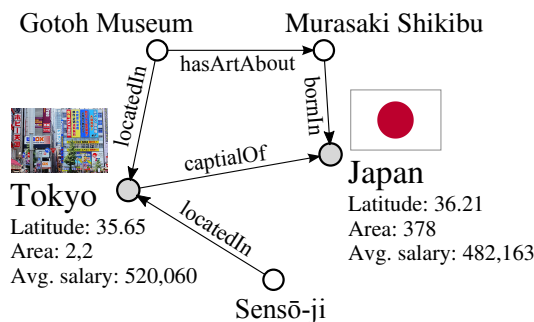 Gotoh Museum
Murasaki Shikibu
hasArtAbout
locatedIn
bornIn
captialOf
Tokyo
Latitude: 35.65
Area: 2,2
Avg. salary: 520,060
Japan
Latitude: 36.21
Area: 378
Avg. salary: 482,163
locatedIn
Sensō-ji